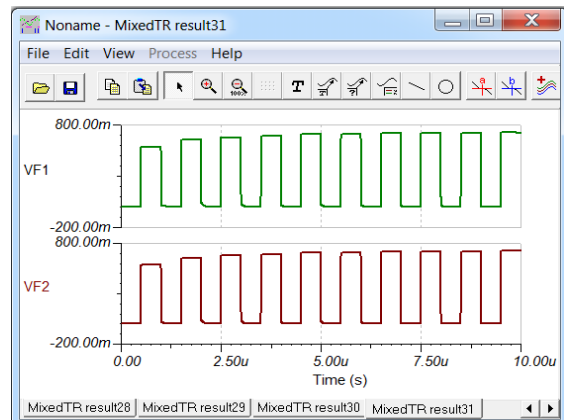 Noname - MixedTR result31
File Edit View Process Help
100%
T
a
b
800.00m
VF1
-200.00m
800.00m
VF2
-200.00m
0.00 2.50u 5.00u 7.50u 10.00u
Time (s)
MixedTR result28 MixedTR result29 MixedTR result30 MixedTR result31